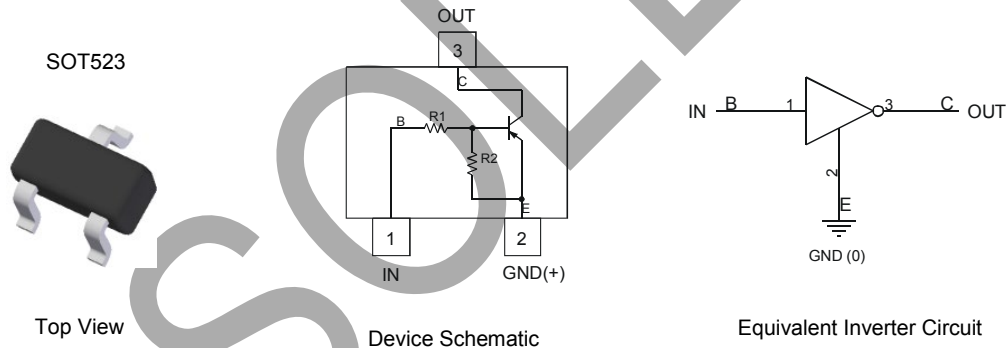 SOT523
Top View
OUT
3
C
B
R1
R2
E
1
2
IN
GND(+)
Device Schematic
IN
B
1
3
C
OUT
2
E
GND (0)
Equivalent Inverter Circuit
SOLE